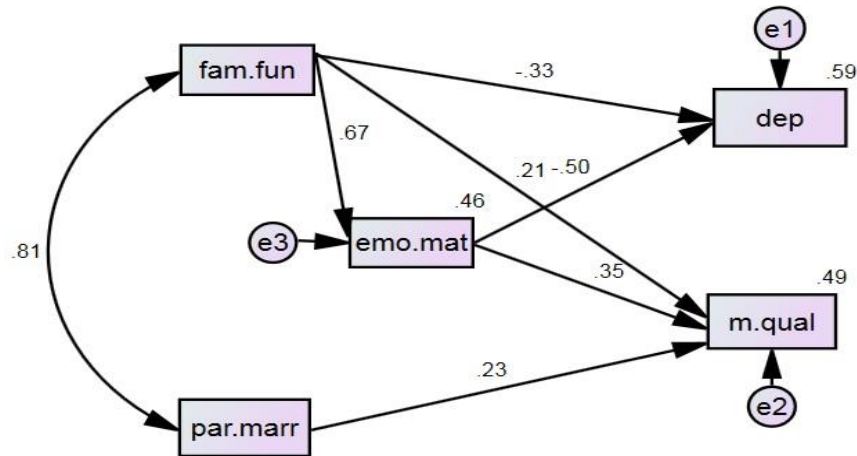 e1
.59
fam.fun
-.33
dep
.67
.21
-.50
.46
e3
emo.mat
.81
.35
.49
m.qual
.23
e2
par.marr